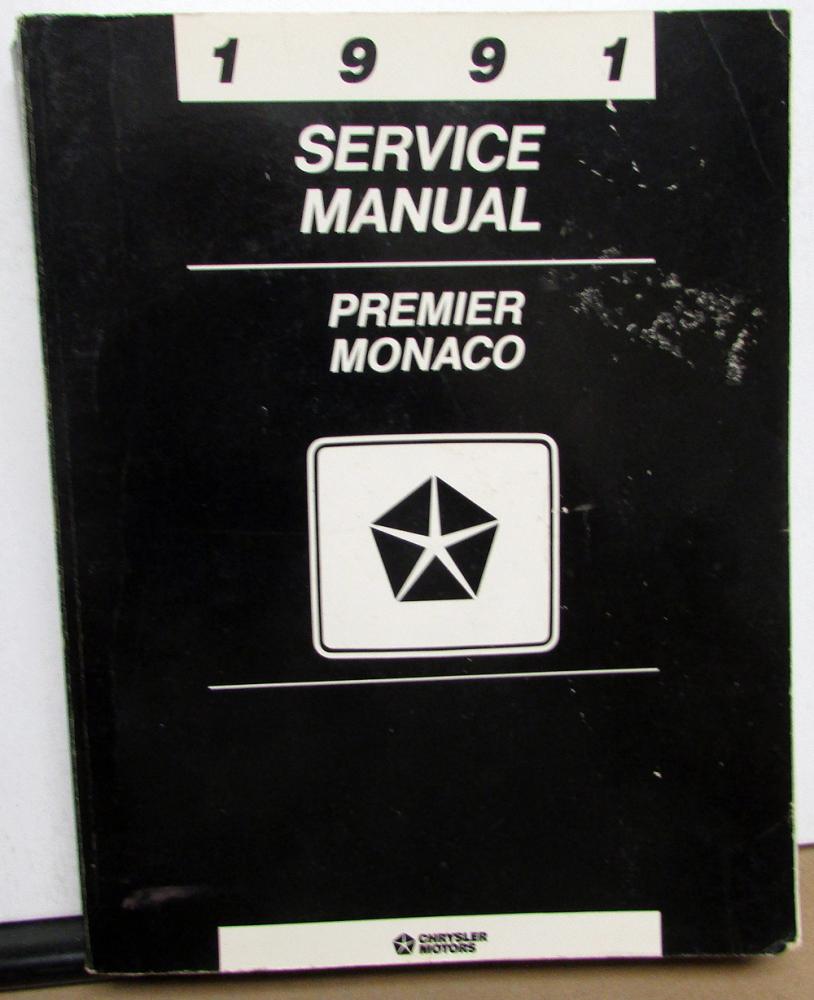 1 9 9 1
SERVICE
MANUAL
PREMIER
MONACO
CHRYSLER
MOTORS